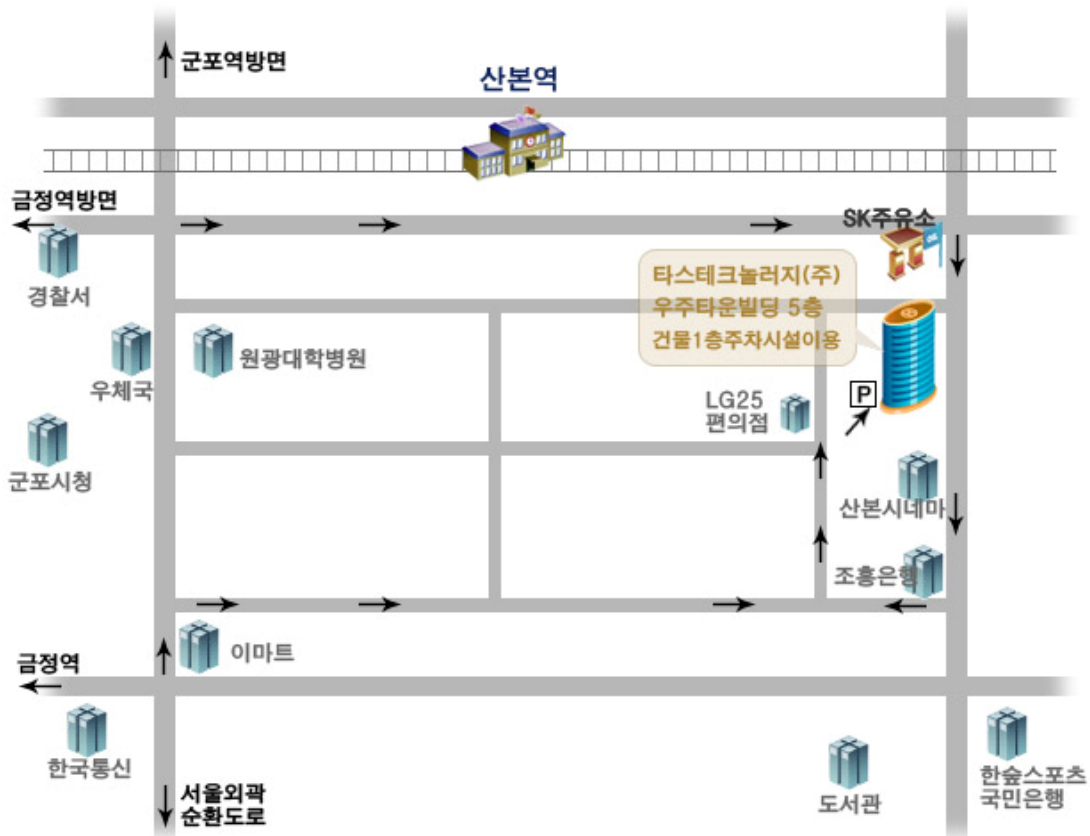 군포역방면
산본역
금정역방면
SK주유소
OIL
경찰서
타스테크놀러지(주)
우주타운빌딩 5층
건물1층주차시설이용
원광대학병원
우체국
P
LG25
편의점
군포시청
산본시네마
조흥은행
이마트
금정역
한국통신
서울외곽
순환도로
도서관
한숲스포츠
국민은행